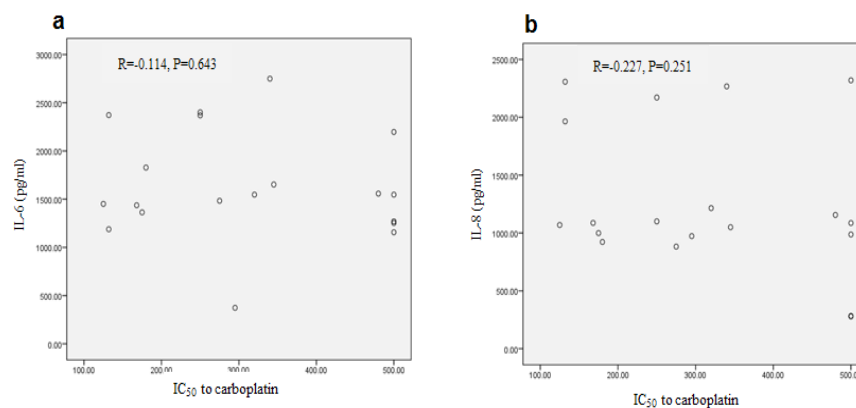 a
R=-0.114, P=0.643
IL-6 (pg/ml)
3000.00
2500.00
2000.00
1500.00
1000.00
500.00
0.00
100.00 200.00 300.00 400.00 500.00
IC50 to carboplatin
b
R=-0.227, P=0.251
IL-8 (pg/ml)
2500.00
2000.00
1500.00
1000.00
500.00
0.00
100.00 200.00 300.00 400.00 500.0
IC50 to carboplatin